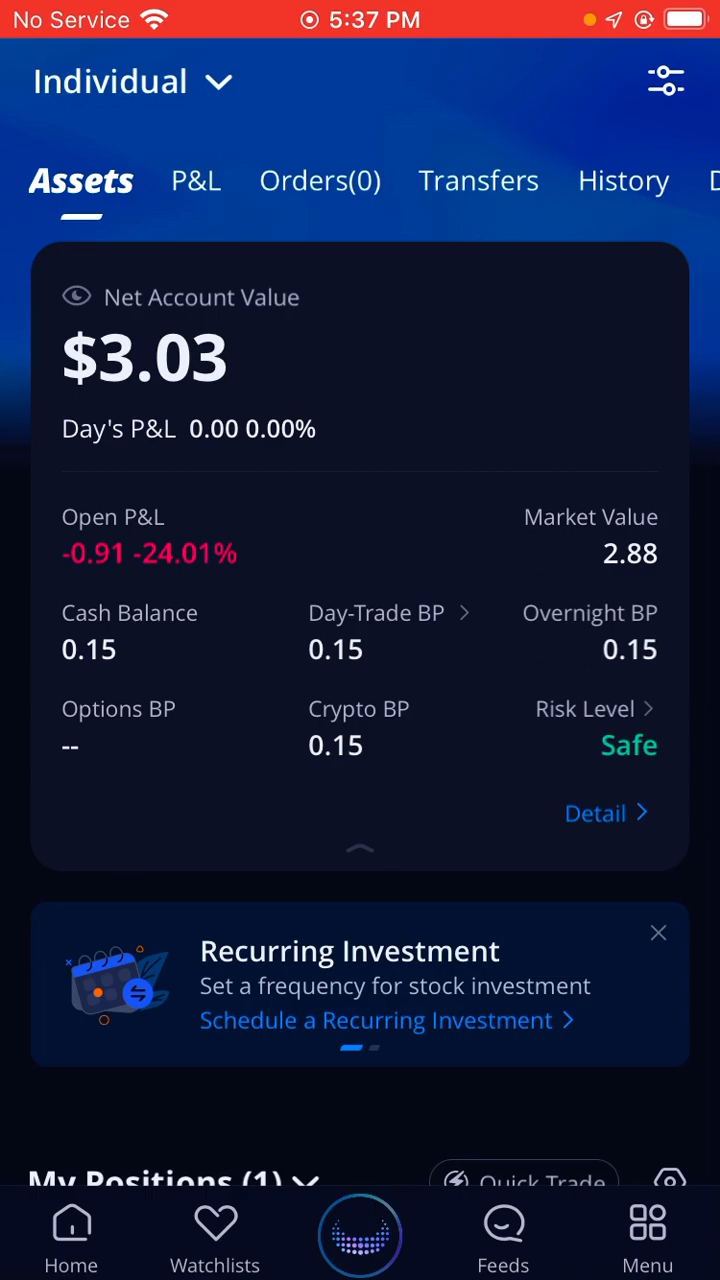 No Service 5:37 PM
Individual
Assets P&L Orders(0) Transfers History D
Net Account Value
$3.03
Day's P&L 0.00 0.00%
Open P&L Market Value
-0.91 -24.01% 2.88
Cash Balance Day-Trade BP Overnight BP
0.15 0.15 0.15
Options BP Crypto BP Risk Level
-- 0.15 Safe
Detail
Recurring Investment
Set a frequency for stock investment
Schedule a Recurring Investment
My Positions (1) Quick Trade
Home Watchlists Feeds Menu